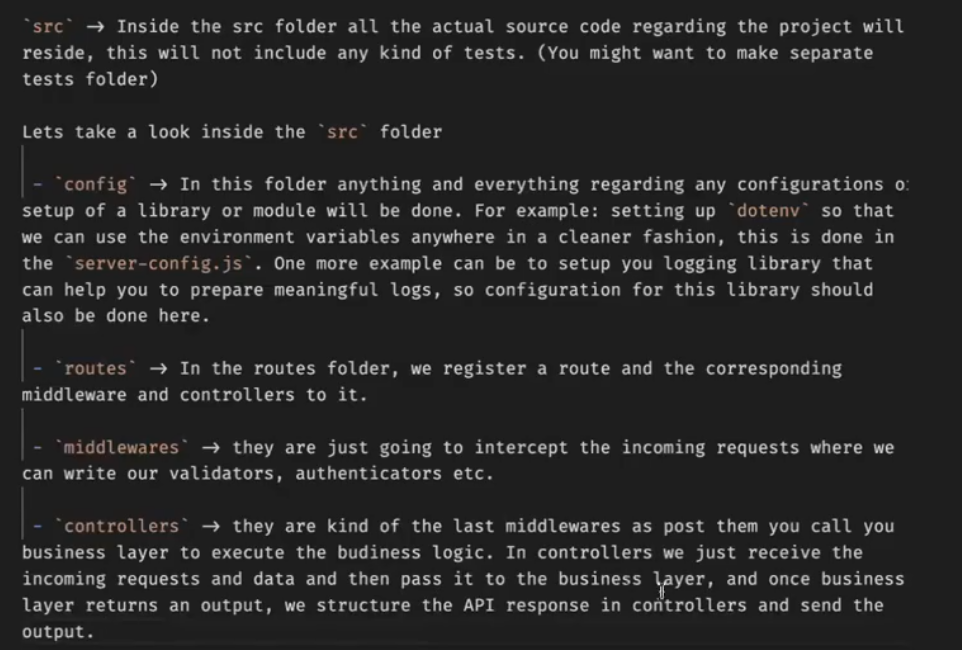 `src` -> Inside the src folder all the actual source code regarding the project will
reside, this will not include any kind of tests. (You might want to make separate
tests folder)
Lets take a look inside the `src` folder
- `config` -> In this folder anything and everything regarding any configurations
setup of a library or module will be done. For example: setting up `dotenv` so that
we can use the environment variables anywhere in a cleaner fashion, this is done in
the `server-config.js`. One more example can be to setup you logging library that
can help you to prepare meaningful logs, so configuration for this library should
also be done here.
- `routes` -> In the routes folder, we register a route and the corresponding
middleware and controllers to it.
- `middlewares` -> they are just going to intercept the incoming requests where we
can write our validators, authenticators etc.
- `controllers` -> they are kind of the last middlewares as post them you call you
business layer to execute the budiness logic. In controllers we just receive the
incoming requests and data and then pass it to the business layer, and once business
layer returns an output, we structure the API response in controllers and send the
output.